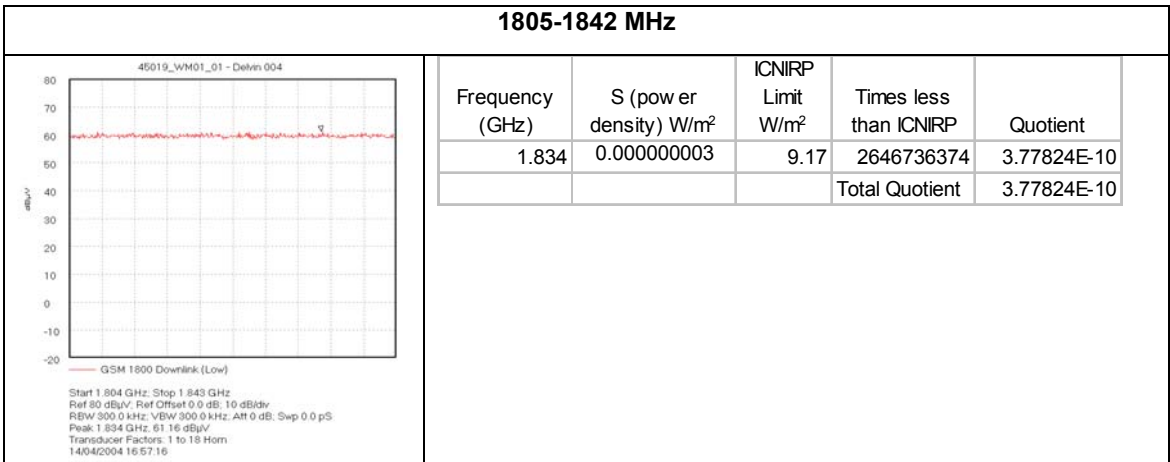 1805-1842 MHz
45019_WM01_01 - Delvin 004
80
70
60
50
40
30
20
10
0
-10
-20
dBµV
GSM 1800 Downlink (Low)
Start 1.804 GHz; Stop 1.843 GHz
Ref 80 dBµV; Ref Offset 0.0 dB; 10 dB/div
RBW 300.0 kHz; VBW 300.0 kHz; Att 0 dB; Swp 0.0 pS
Peak 1.834 GHz, 61.16 dBµV
Transducer Factors: 1 to 18 Horn
14/04/2004 16:57:16
Frequency (GHz) S (pow er density) W/m² ICNIRP Limit W/m² Times less than ICNIRP Quotient
1.834 0.000000003 9.17 2646736374 3.77824E-10
Total Quotient 3.77824E-10